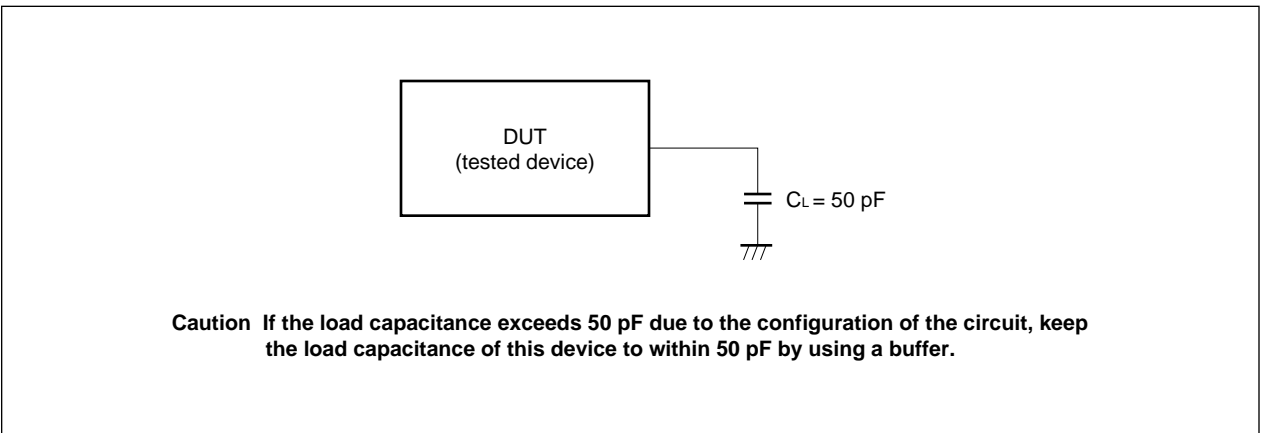 DUT
(tested device)
CL = 50 pF
Caution If the load capacitance exceeds 50 pF due to the configuration of the circuit, keep
the load capacitance of this device to within 50 pF by using a buffer.